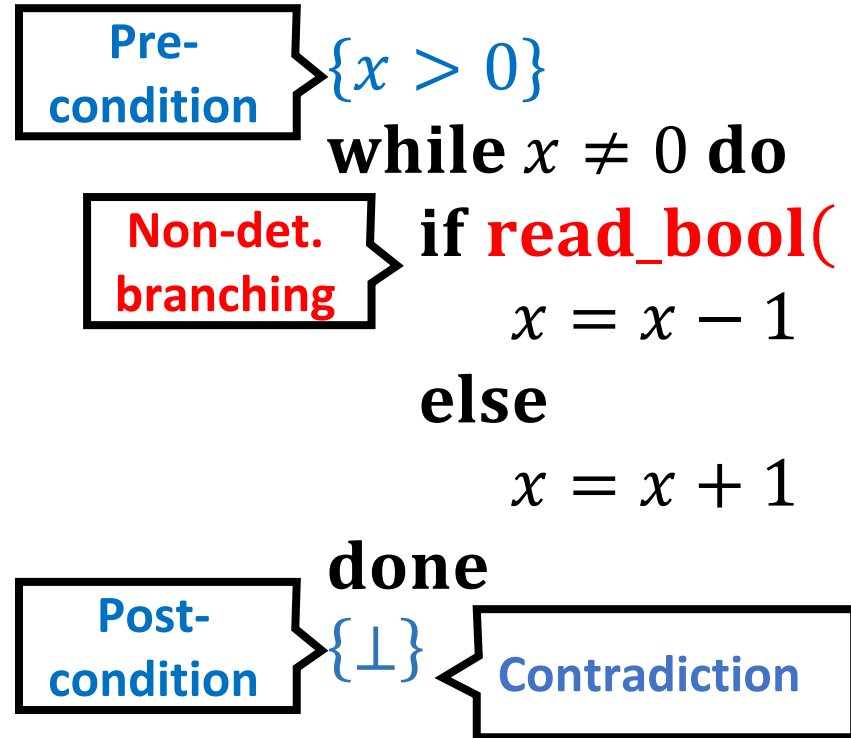 Pre-
condition
{x > 0}
while x ≠ 0 do
Non-det.
branching
if read_bool(
x = x − 1
else
x = x + 1
done
Post-
condition
{⊥}
Contradiction